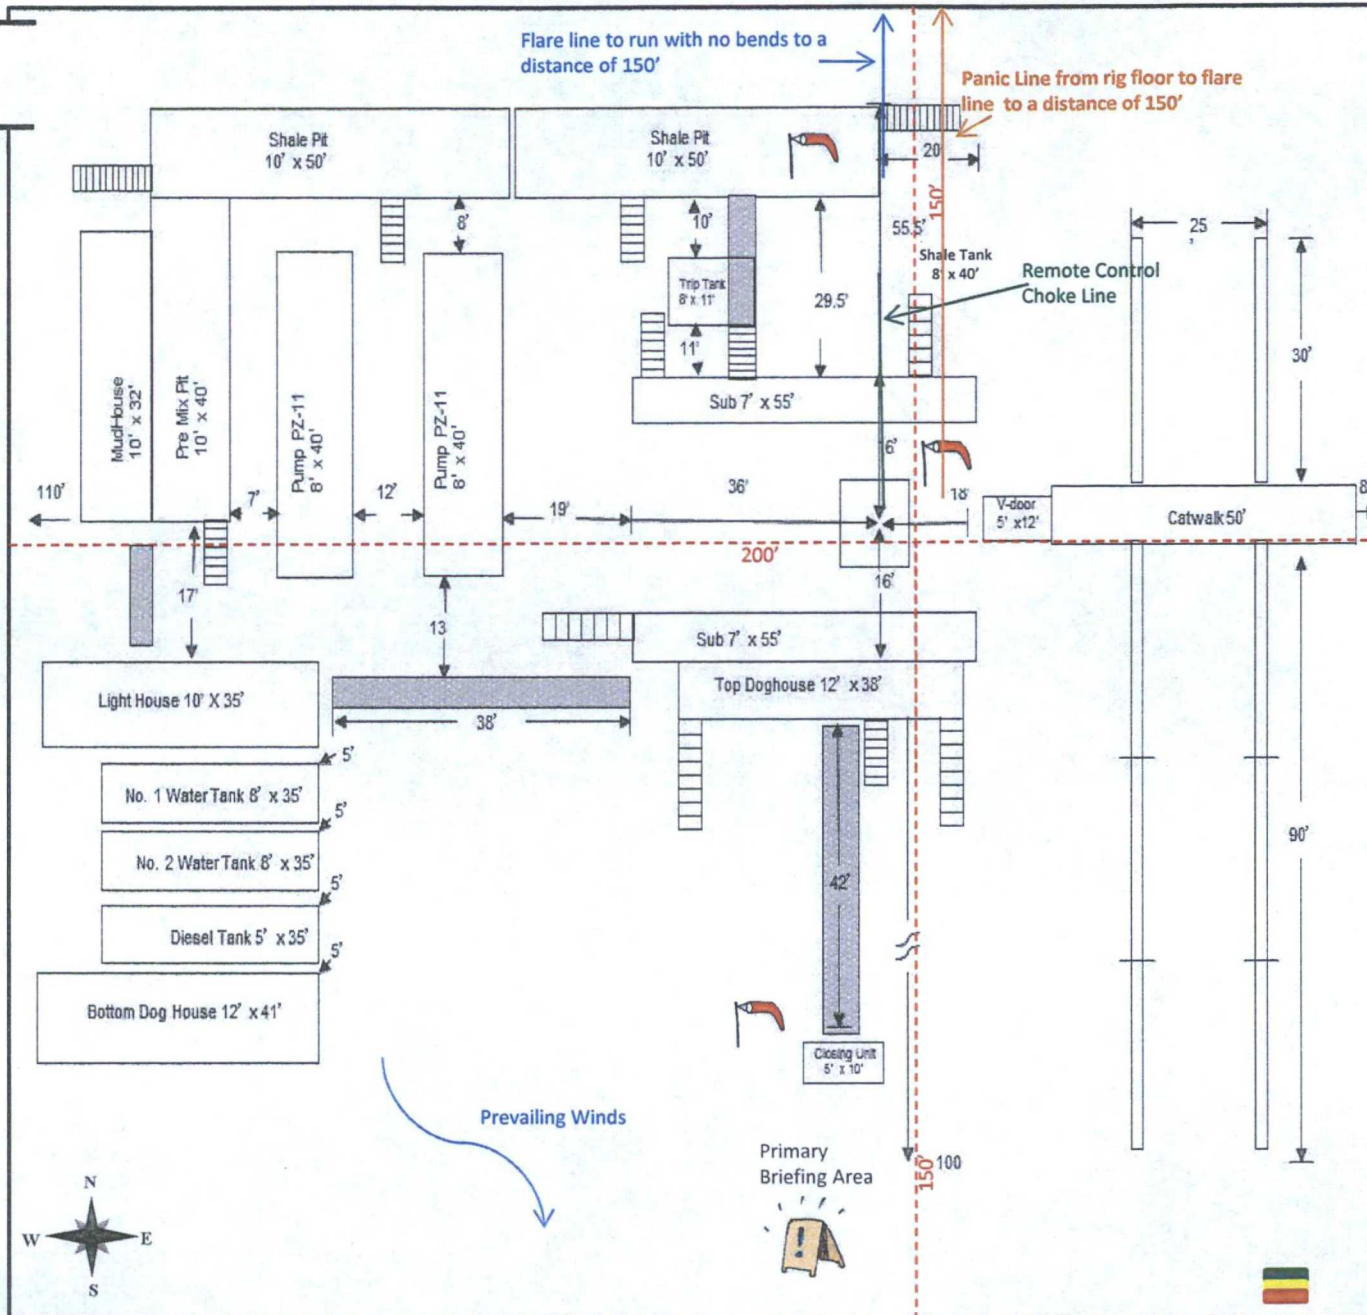 Flare line to run with no bends to a
distance of 150'
Panic Line from rig floor to flare
line to a distance of 150'
Shale Pit
10' x 50'
Shale Pit
10' x 50'
20'
8'
10'
55.5'
150'
25'
Shale Tank
8' x 40'
Remote Control
Choke Line
Trip Tank
8' x 11'
29.5'
11'
30'
MudHouse
10' x 32'
Pre Mix Pit
10' x 40'
Pump PZ-11
8' x 40'
Pump PZ-11
8' x 40'
Sub 7' x 55'
6'
110'
7'
12'
19'
36'
18'
V-door
5' x12'
Catwalk 50'
8
200'
16'
17'
13
Sub 7' x 55'
Light House 10' X 35'
Top Doghouse 12' x 38'
38'
5'
No. 1 Water Tank 8' x 35'
5'
No. 2 Water Tank 8' x 35'
5'
Diesel Tank 5' x 35'
5'
Bottom Dog House 12' x 41'
42'
90'
Closing Unit
5' x 10'
Prevailing Winds
Primary
Briefing Area
150'
100
N
W
E
S
!